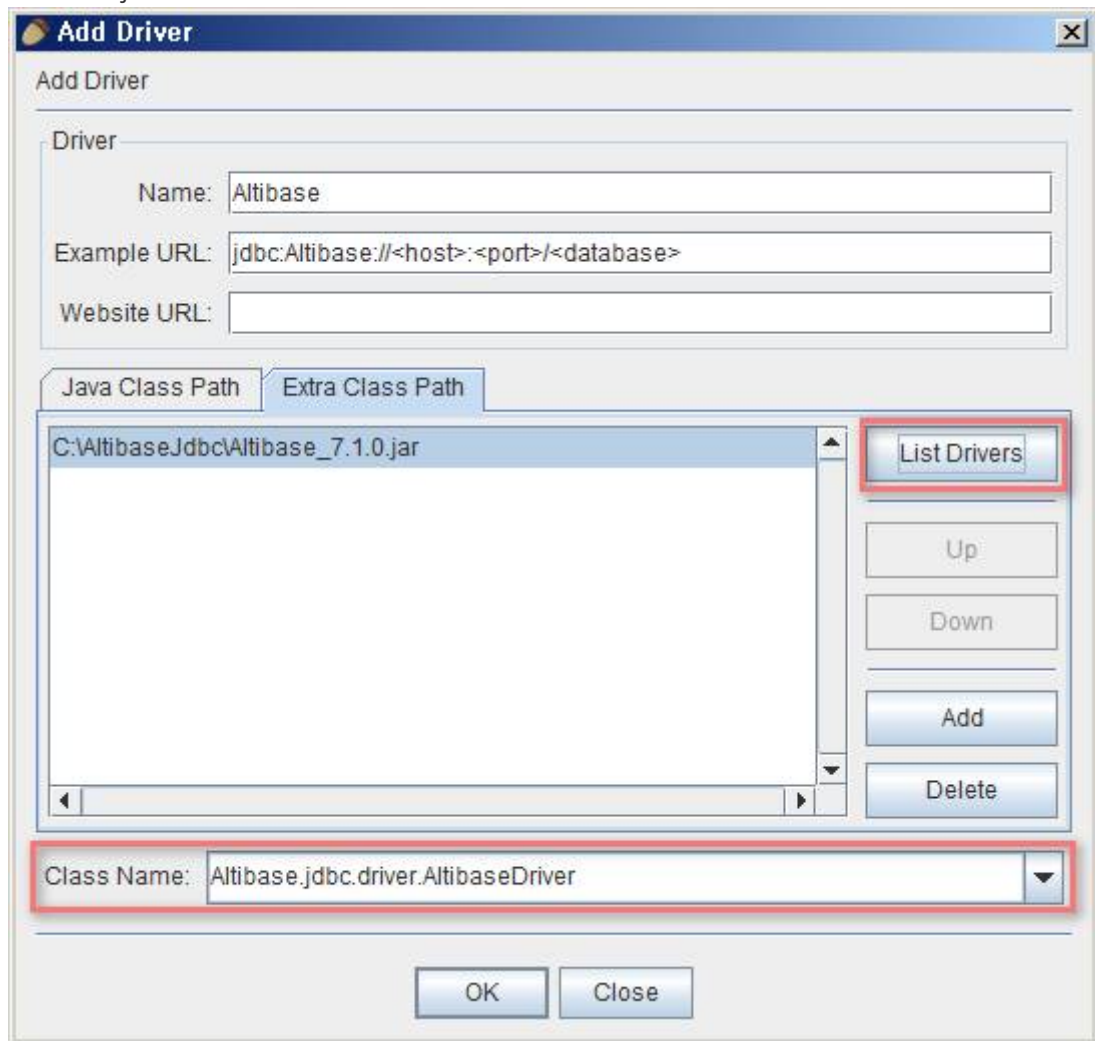 Add Driver
Add Driver
Driver
Name: Altibase
Example URL: jdbc:Altibase://<host>:<port>/<database>
Website URL:
Java Class Path Extra Class Path
C:\AltibaseJdbc\Altibase_7.1.0.jar
List Drivers
Up
Down
Add
Delete
Class Name: Altibase.jdbc.driver.AltibaseDriver
OK Close